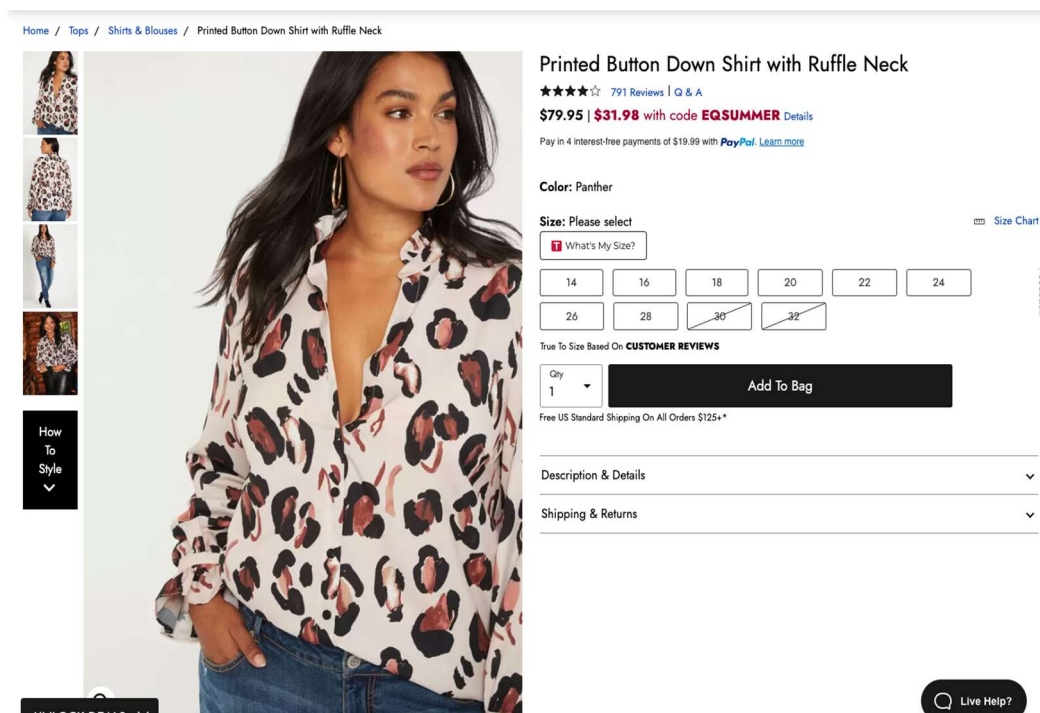 Home / Tops / Shirts & Blouses / Printed Button Down Shirt with Ruffle Neck
Printed Button Down Shirt with Ruffle Neck
791 Reviews | Q & A
$79.95 | $31.98 with code EQSUMMER Details
Pay in 4 interest-free payments of $19.99 with PayPal. Learn more
Color: Panther
Size: Please select
Size Chart
T What's My Size?
14 16 18 20 22 24
26 28 30 32
True To Size Based On CUSTOMER REVIEWS
Qty
1
Add To Bag
Free US Standard Shipping On All Orders $125+*
How
To
Style
Description & Details
Shipping & Returns
Live Help?